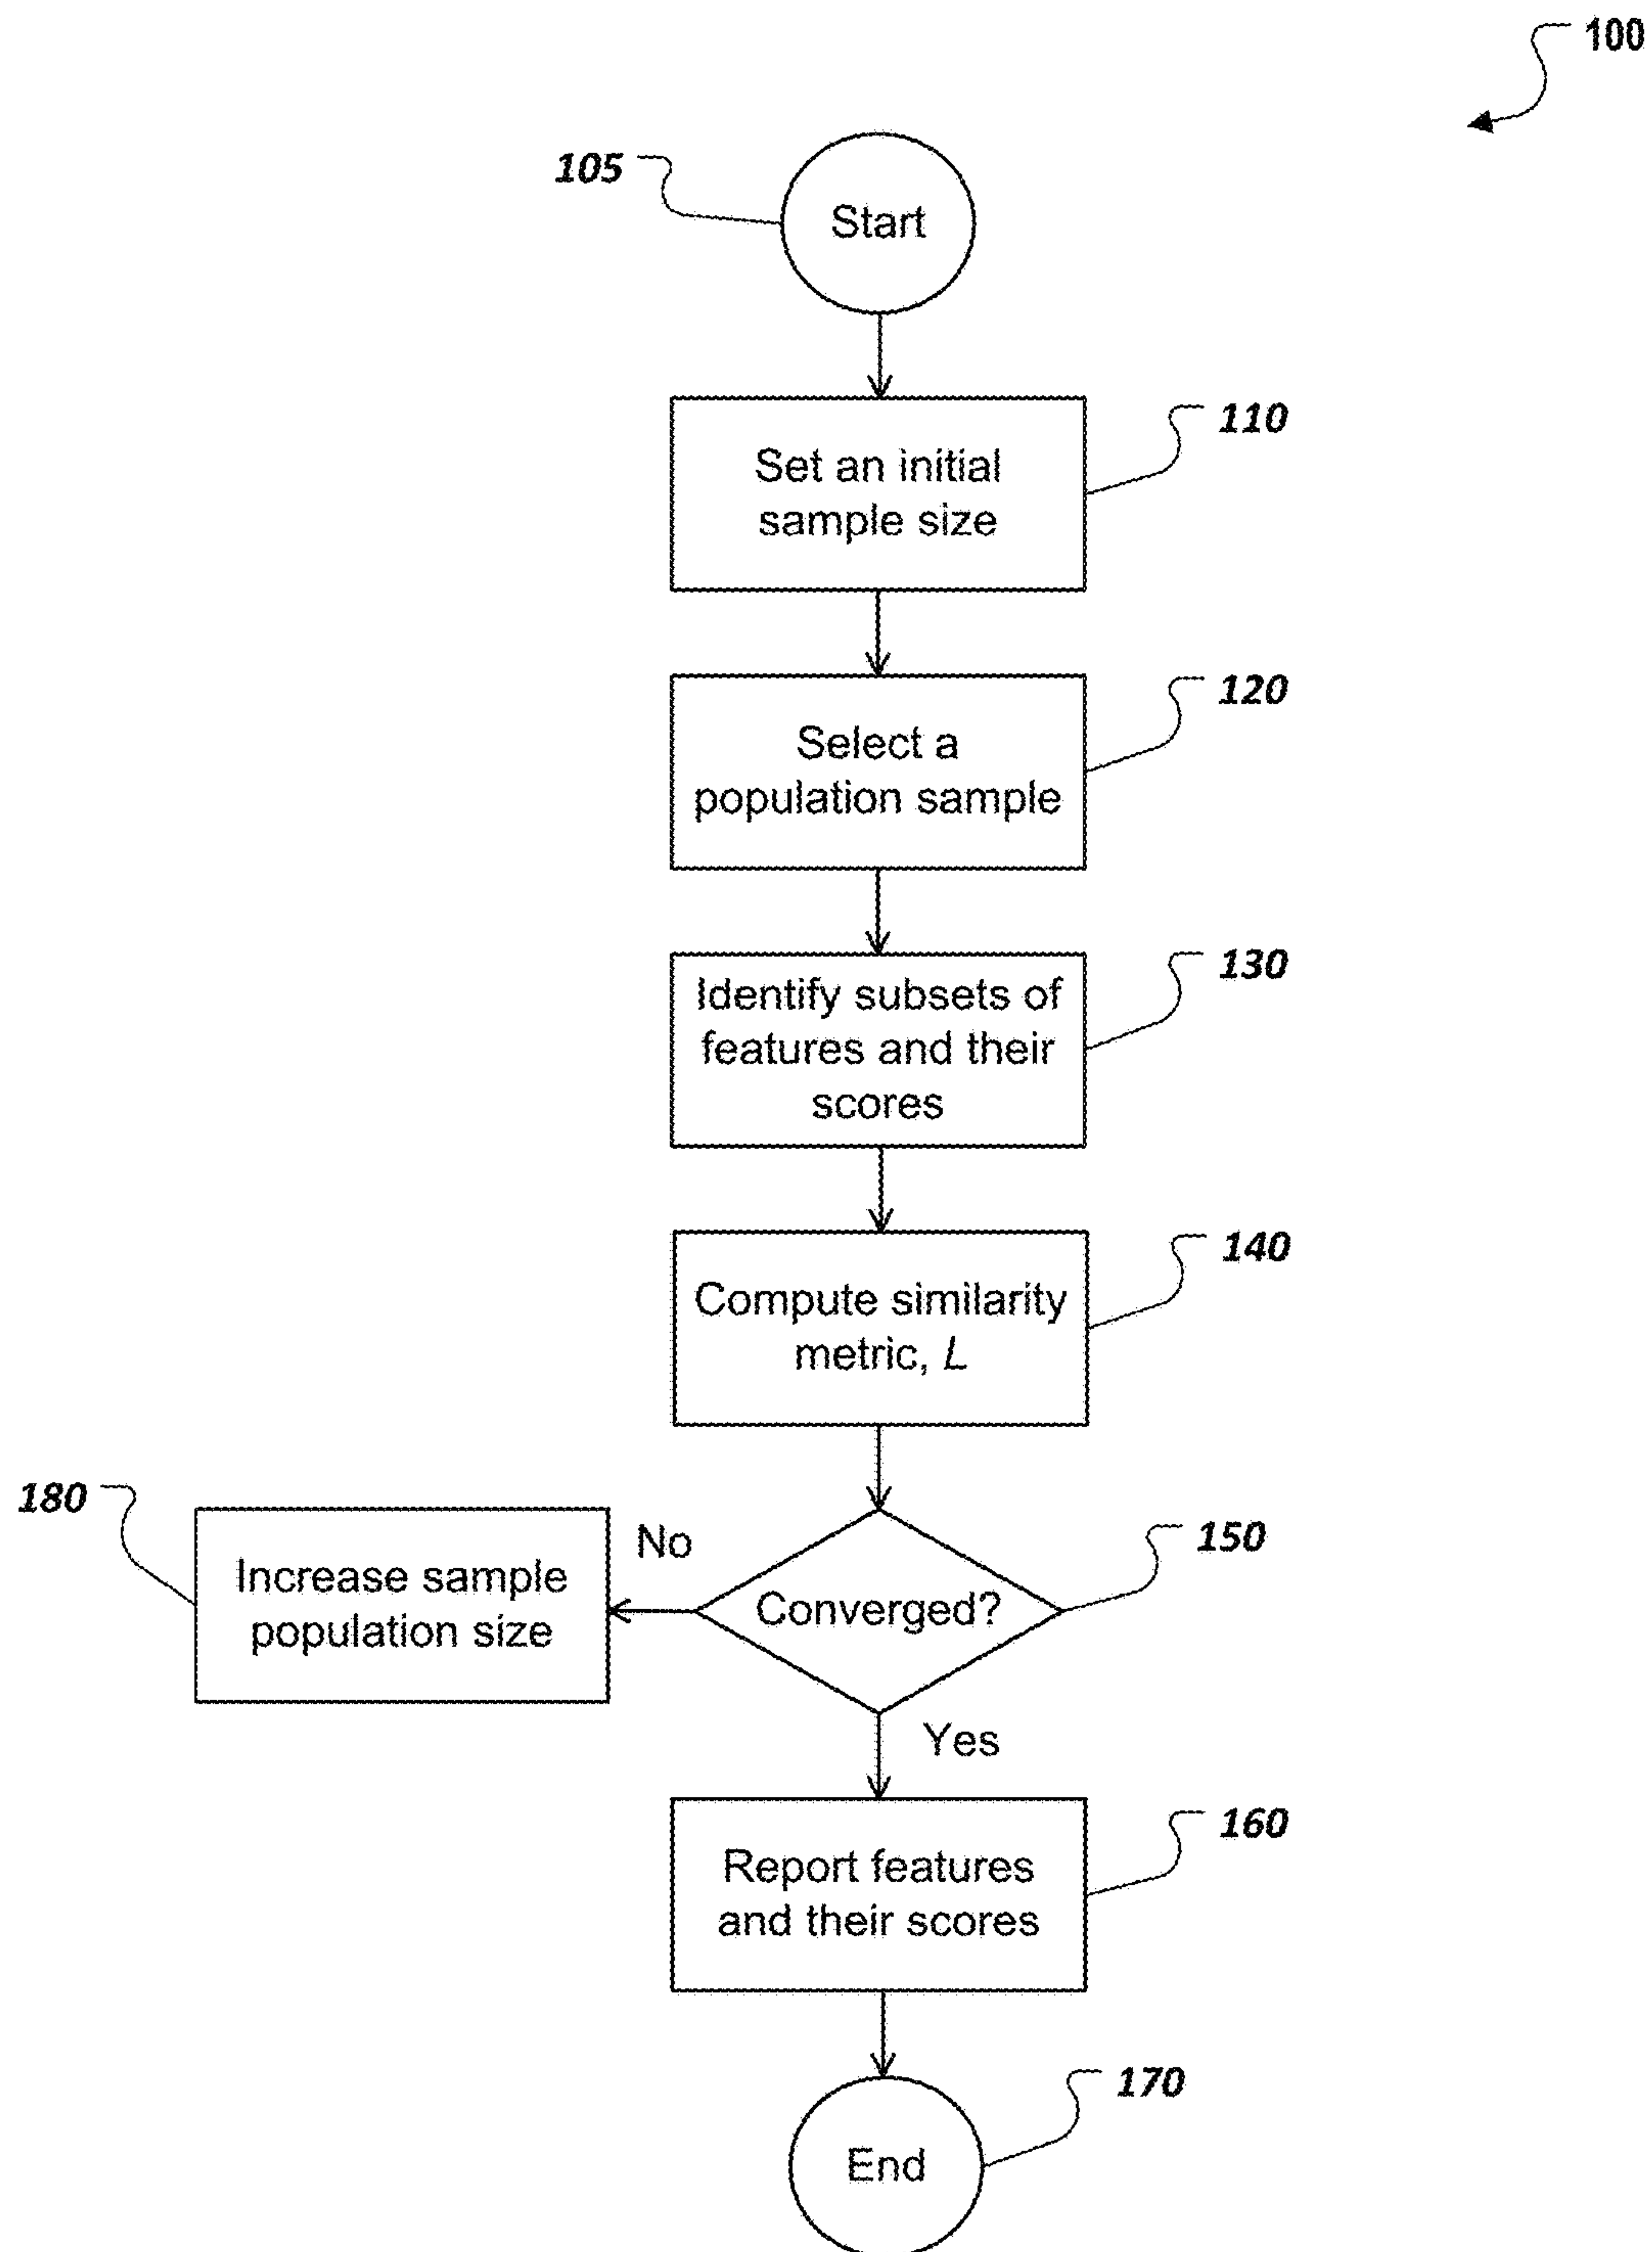 100
105
Start
110
Set an initial
sample size
120
Select a
population sample
130
Identify subsets of
features and their
scores
140
Compute similarity
metric, L
180
Increase sample
population size
No
150
Converged?
Yes
160
Report features
and their scores
170
End